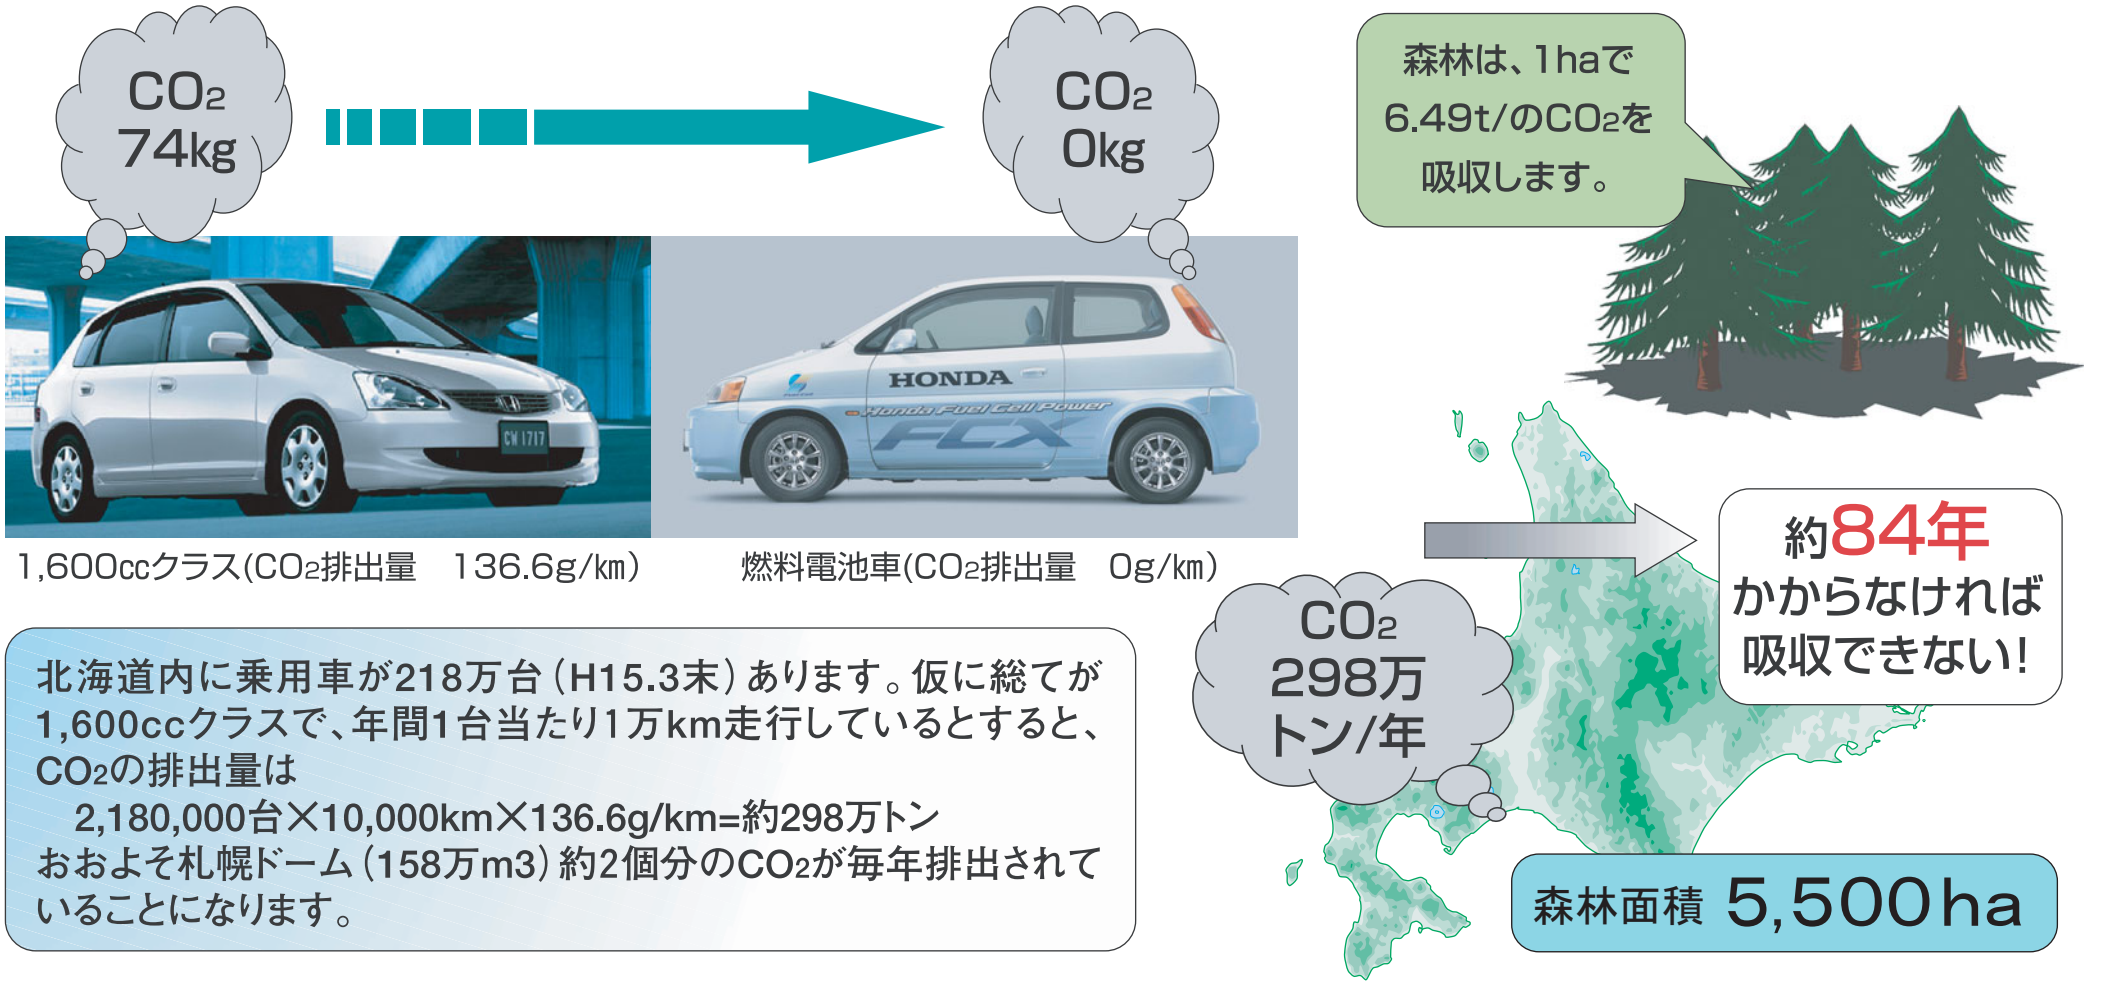 CO2
74kg
CO2
0kg
森林は、1haで
6.49t/のCO2を
吸収します。
CW 1717
HONDA
Honda Fuel Cell Power
FCX
1,600ccクラス(CO2排出量　136.6g/km)
燃料電池車(CO2排出量　0g/km)
約84年
かからなければ
吸収できない!
CO2
298万
トン/年
北海道内に乗用車が218万台(H15.3末)あります。仮に総てが
1,600ccクラスで、年間1台当たり1万km走行しているとすると、
CO2の排出量は
2,180,000台×10,000km×136.6g/km=約298万トン
おおよそ札幌ドーム(158万m3)約2個分のCO2が毎年排出されて
いることになります。
森林面積 5,500ha